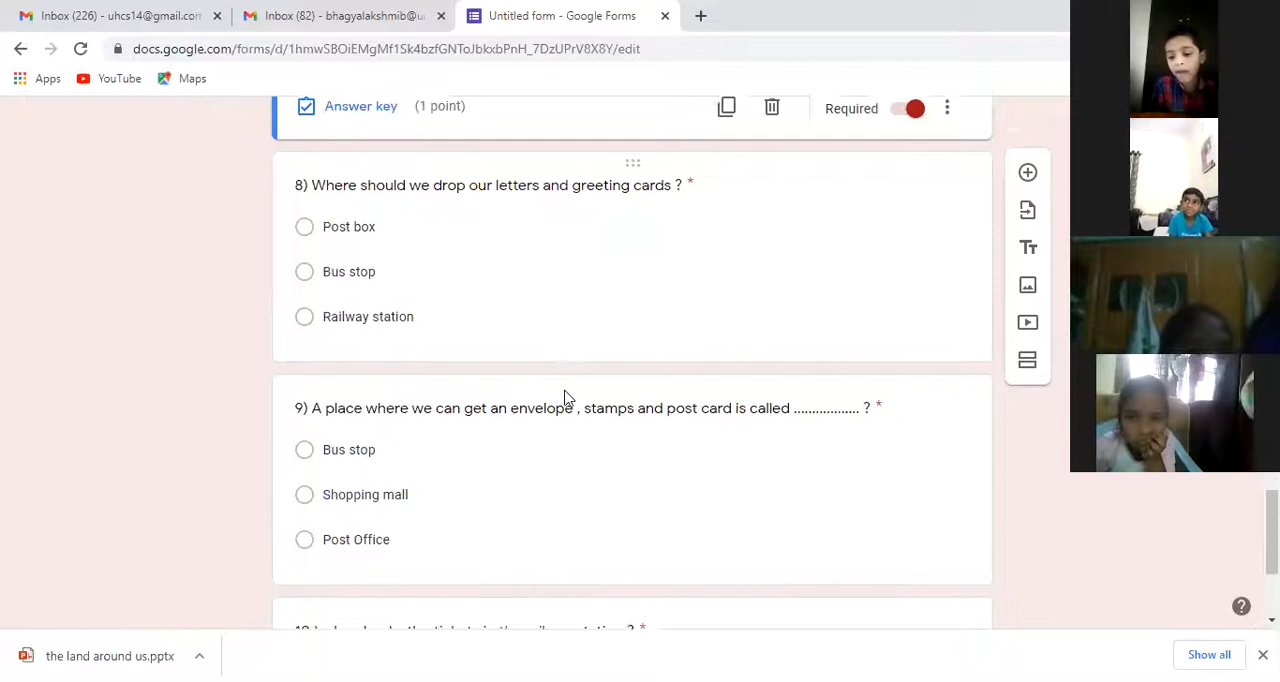 Inbox (226) - uhcs14@gmail.com
Inbox (82) - bhagyalakshmib@
Untitled form - Google Forms
docs.google.com/forms/d/1hmwSBOiEMgMf1Sk4bzfGNToJbkxbPnH_7DzUPrV8X8Y/edit
Apps YouTube Maps
Answer key (1 point) Required
8) Where should we drop our letters and greeting cards ? *
Post box
Bus stop
Railway station
Tt
9) A place where we can get an envelope , stamps and post card is called .................. ? *
Bus stop
Shopping mall
Post Office
the land around us.pptx
Show all